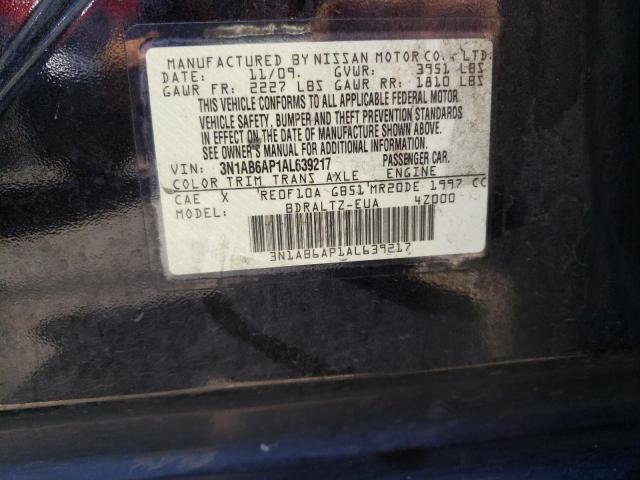 MANUFACTURED BY NISSAN MOTOR CO., LTD.
DATE: 11/09. GVWR: 3951 LBS
GAWR FR: 2227 LBS GAWR RR: 1810 LBS
THIS VEHICLE CONFORMS TO ALL APPLICABLE FEDERAL MOTOR
VEHICLE SAFETY, BUMPER AND THEFT PREVENTION STANDARDS
IN EFFECT ON THE DATE OF MANUFACTURE SHOWN ABOVE.
SEE OWNER'S MANUAL FOR ADDITIONAL INFORMATION.
VIN: 3N1AB6AP1AL639217 PASSENGER CAR.
COLOR TRIM TRANS AXLE ENGINE
CAE X RE0F10A GB51 MR20DE 1997 CC
MODEL: BDRALTZ-EUA 4Z000
3N1AB6AP1AL639217